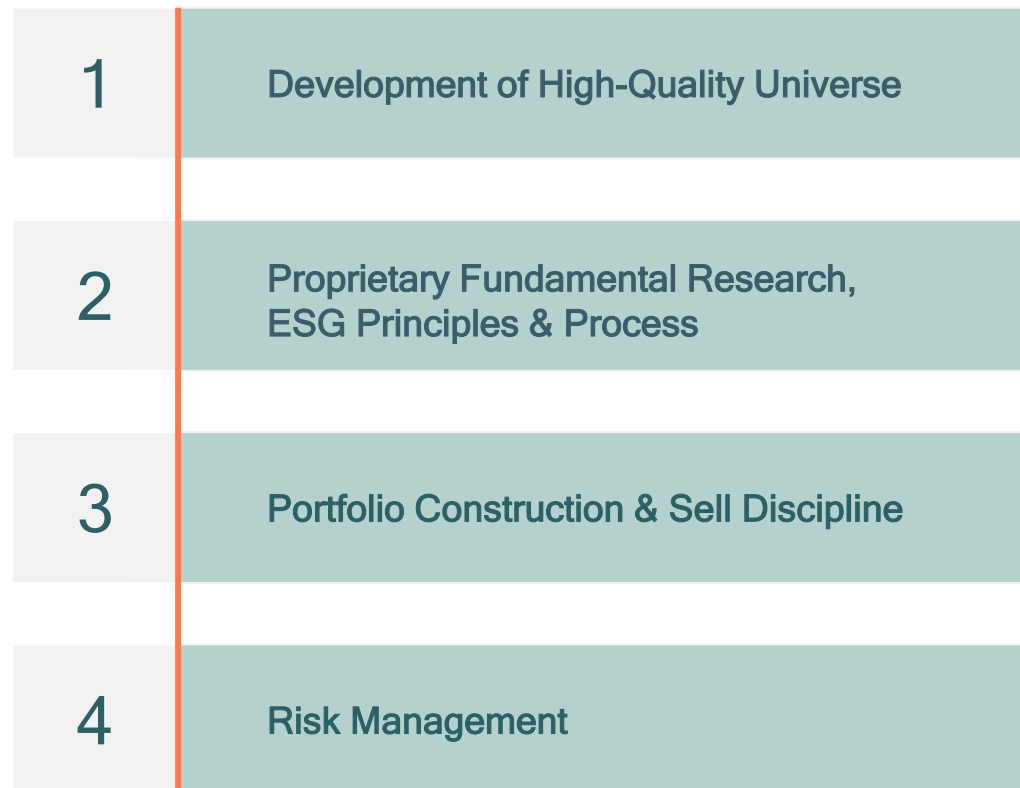 1
Development of High-Quality Universe
2
Proprietary Fundamental Research,
ESG Principles & Process
3
Portfolio Construction & Sell Discipline
4
Risk Management